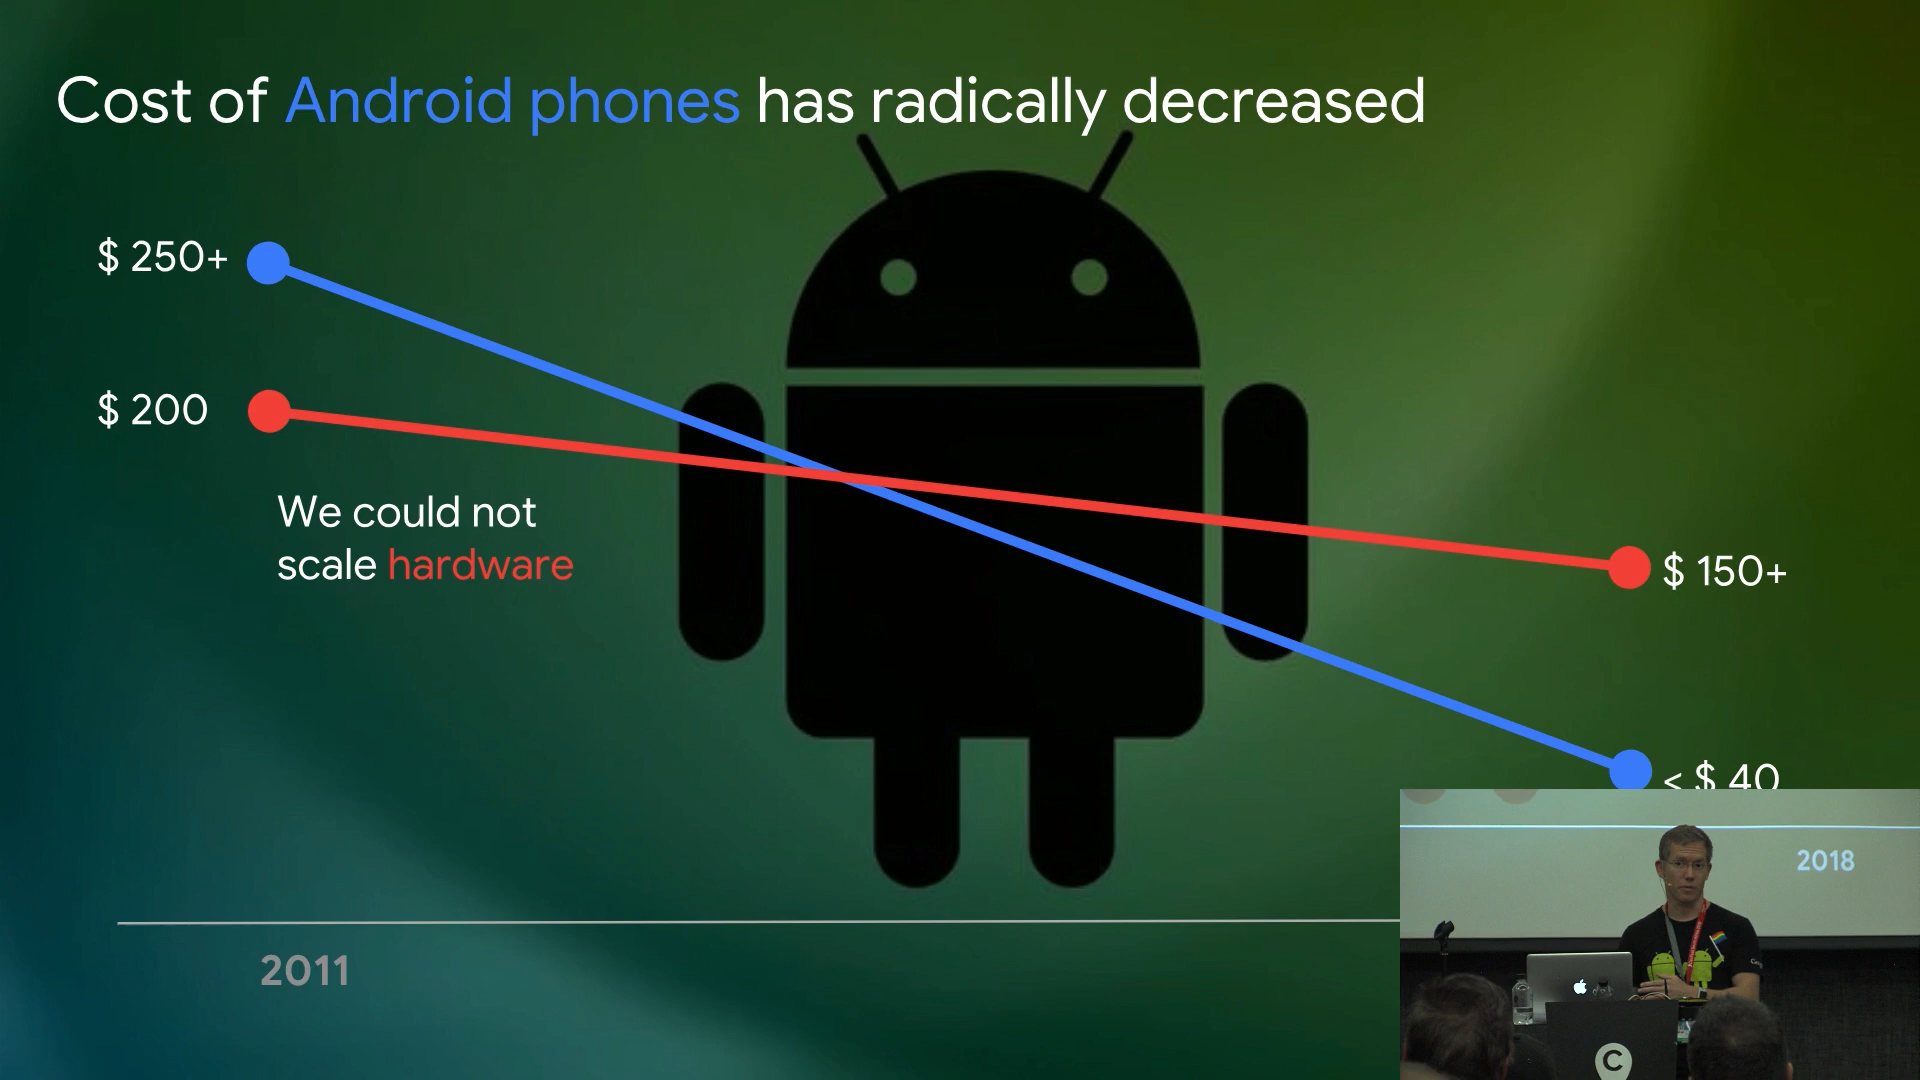 Cost of Android phones has radically decreased
$ 250+
$ 200
We could not
scale hardware
$ 150+
< $ 40
2011
2018
C